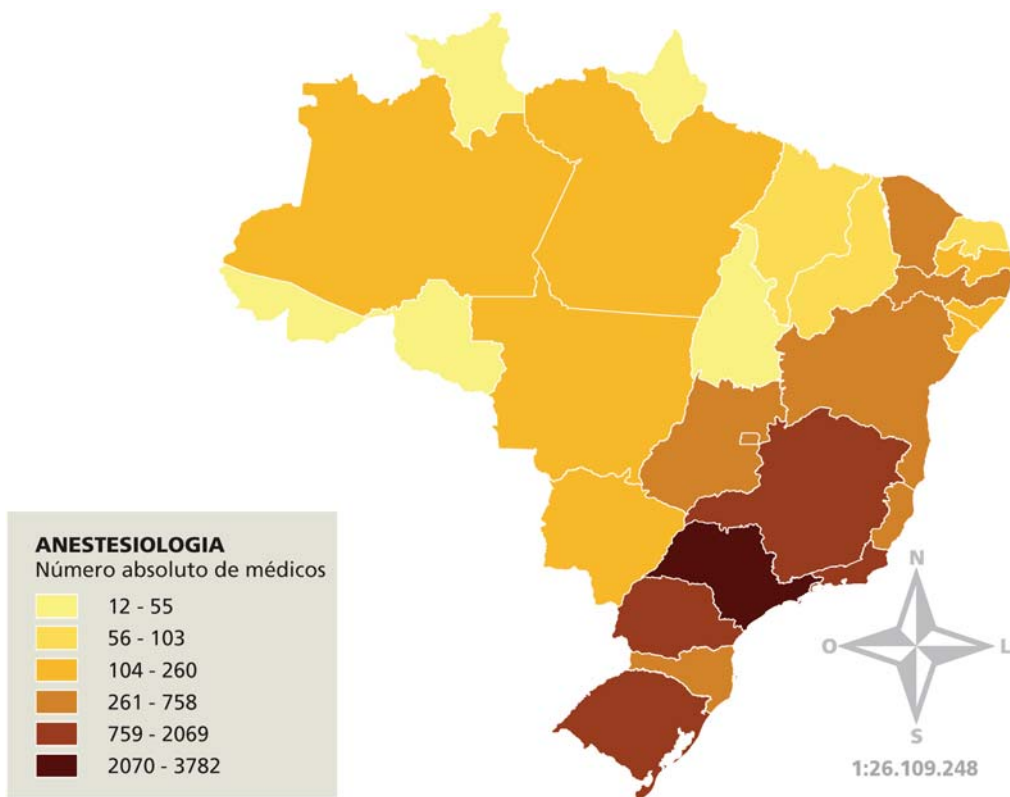 ANESTESIOLOGIA
Número absoluto de médicos
12 - 55
56 - 103
104 - 260
261 - 758
759 - 2069
2070 - 3782
N
O
L
S
1:26.109.248